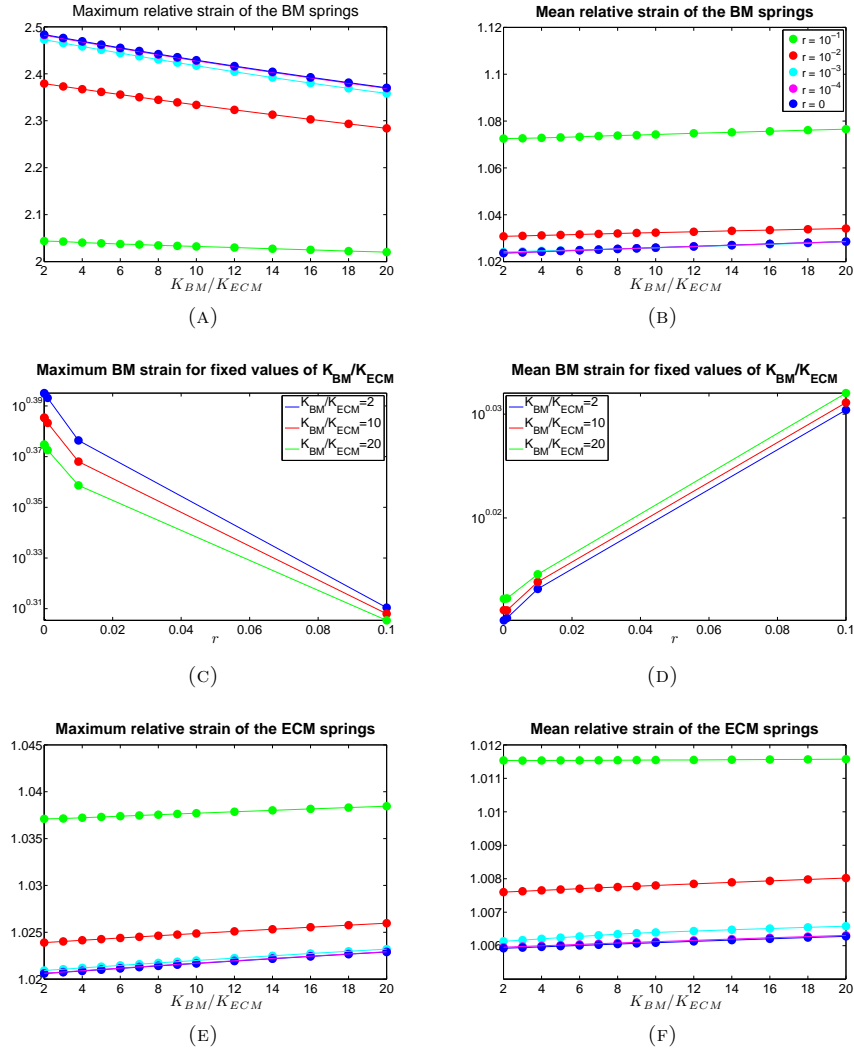 Maximum relative strain of the BM springs
2.5
2.4
2.3
2.2
2.1
2
2 4 6 8 10 12 14 16 18 20
K_BM/K_ECM
(A)
Mean relative strain of the BM springs
1.12
1.1
1.08
1.06
1.04
1.02
2 4 6 8 10 12 14 16 18 20
K_BM/K_ECM
r = 10^-1
r = 10^-2
r = 10^-3
r = 10^-4
r = 0
(B)
Maximum BM strain for fixed values of K_BM/K_ECM
10^0.39
10^0.37
10^0.35
10^0.33
10^0.31
0 0.02 0.04 0.06 0.08 0.1
r
K_BM/K_ECM=2
K_BM/K_ECM=10
K_BM/K_ECM=20
(C)
Mean BM strain for fixed values of K_BM/K_ECM
10^0.03
10^0.02
0 0.02 0.04 0.06 0.08 0.1
r
K_BM/K_ECM=2
K_BM/K_ECM=10
K_BM/K_ECM=20
(D)
Maximum relative strain of the ECM springs
1.045
1.04
1.035
1.03
1.025
1.02
2 4 6 8 10 12 14 16 18 20
K_BM/K_ECM
(E)
Mean relative strain of the ECM springs
1.012
1.011
1.008
1.006
1.006
2 4 6 8 10 12 14 16 18 20
K_BM/K_ECM
(F)